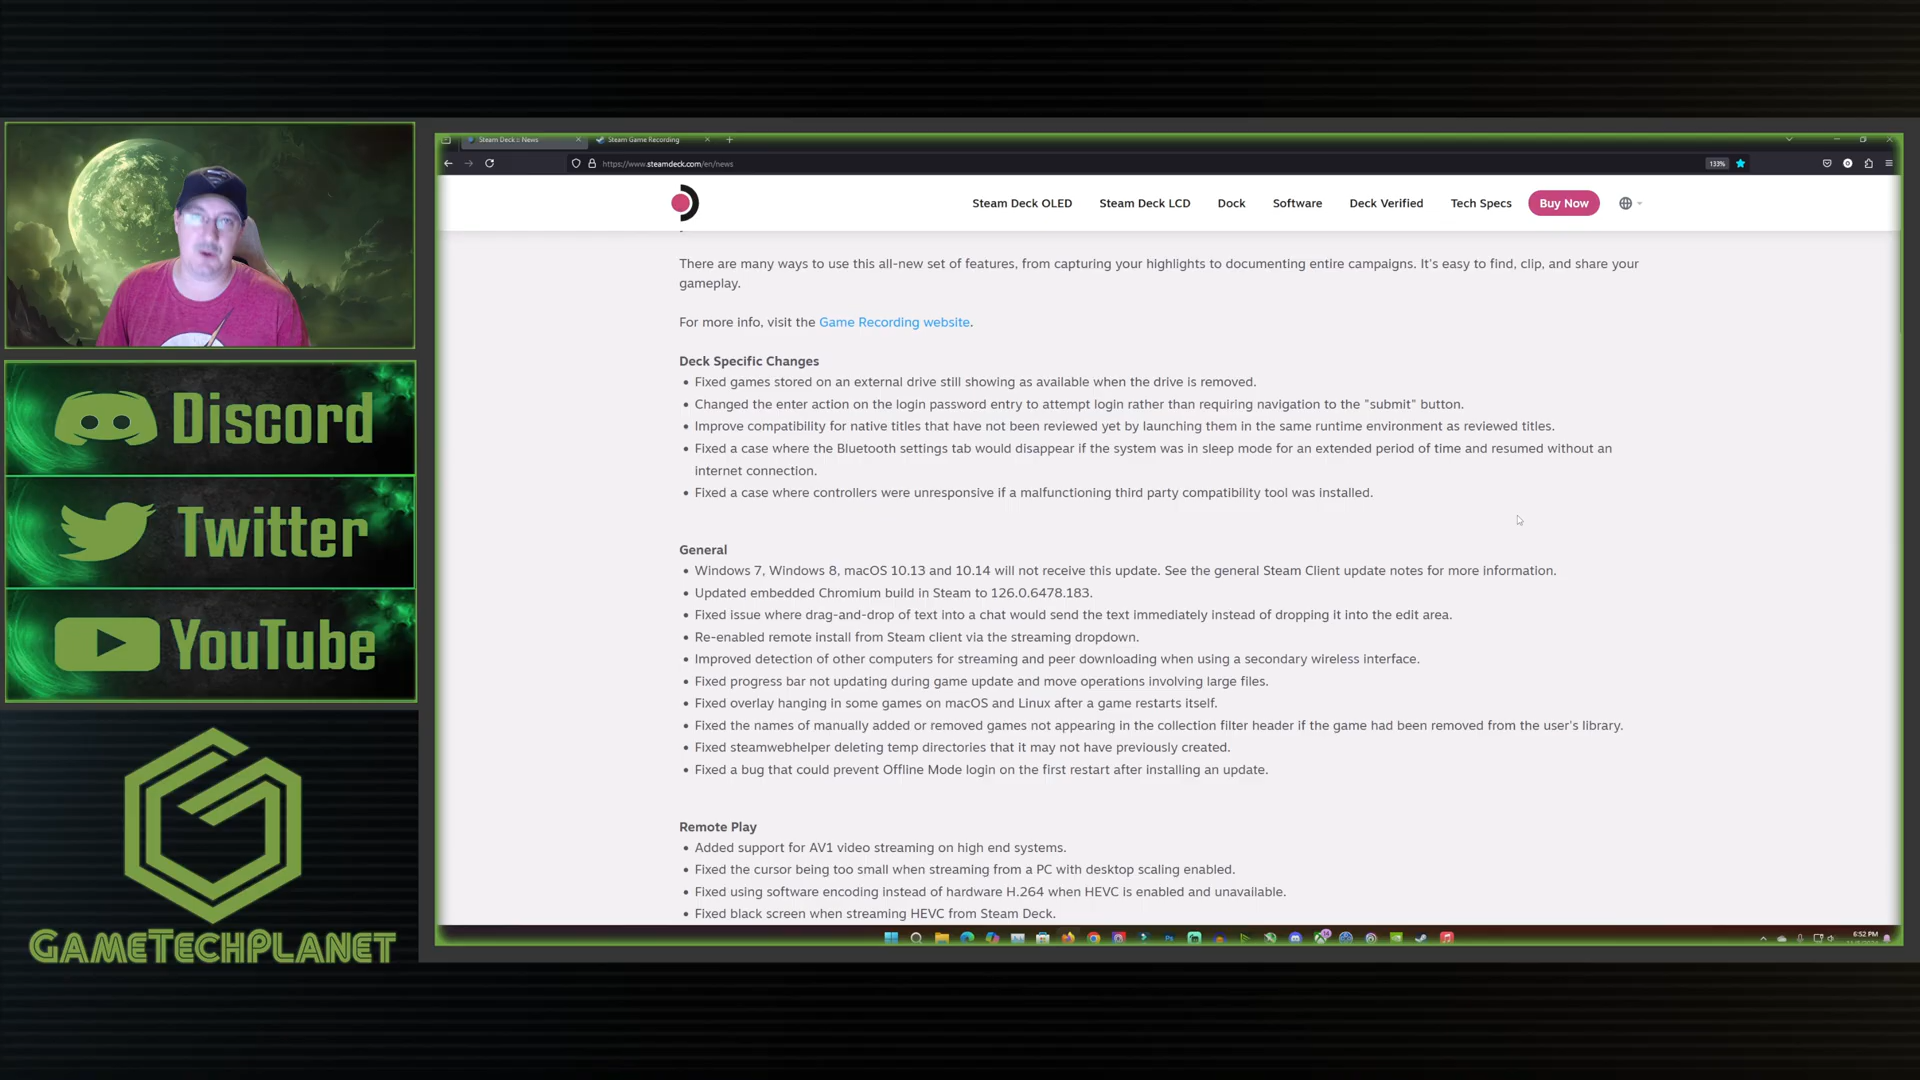 Steam Deck :: News
Steam Game Recording
https://www.steamdeck.com/en/news
133%
Steam Deck OLED
Steam Deck LCD
Dock
Software
Deck Verified
Tech Specs
Buy Now
There are many ways to use this all-new set of features, from capturing your highlights to documenting entire campaigns. It's easy to find, clip, and share your
gameplay.
For more info, visit the Game Recording website.
Deck Specific Changes
• Fixed games stored on an external drive still showing as available when the drive is removed.
• Changed the enter action on the login password entry to attempt login rather than requiring navigation to the "submit" button.
• Improve compatibility for native titles that have not been reviewed yet by launching them in the same runtime environment as reviewed titles.
• Fixed a case where the Bluetooth settings tab would disappear if the system was in sleep mode for an extended period of time and resumed without an
internet connection.
• Fixed a case where controllers were unresponsive if a malfunctioning third party compatibility tool was installed.
General
• Windows 7, Windows 8, macOS 10.13 and 10.14 will not receive this update. See the general Steam Client update notes for more information.
• Updated embedded Chromium build in Steam to 126.0.6478.183.
• Fixed issue where drag-and-drop of text into a chat would send the text immediately instead of dropping it into the edit area.
• Re-enabled remote install from Steam client via the streaming dropdown.
• Improved detection of other computers for streaming and peer downloading when using a secondary wireless interface.
• Fixed progress bar not updating during game update and move operations involving large files.
• Fixed overlay hanging in some games on macOS and Linux after a game restarts itself.
• Fixed the names of manually added or removed games not appearing in the collection filter header if the game had been removed from the user's library.
• Fixed steamwebhelper deleting temp directories that it may not have previously created.
• Fixed a bug that could prevent Offline Mode login on the first restart after installing an update.
Remote Play
• Added support for AV1 video streaming on high end systems.
• Fixed the cursor being too small when streaming from a PC with desktop scaling enabled.
• Fixed using software encoding instead of hardware H.264 when HEVC is enabled and unavailable.
• Fixed black screen when streaming HEVC from Steam Deck.
6:52 PM
Discord
Twitter
YouTube
GAMETECHPLANET